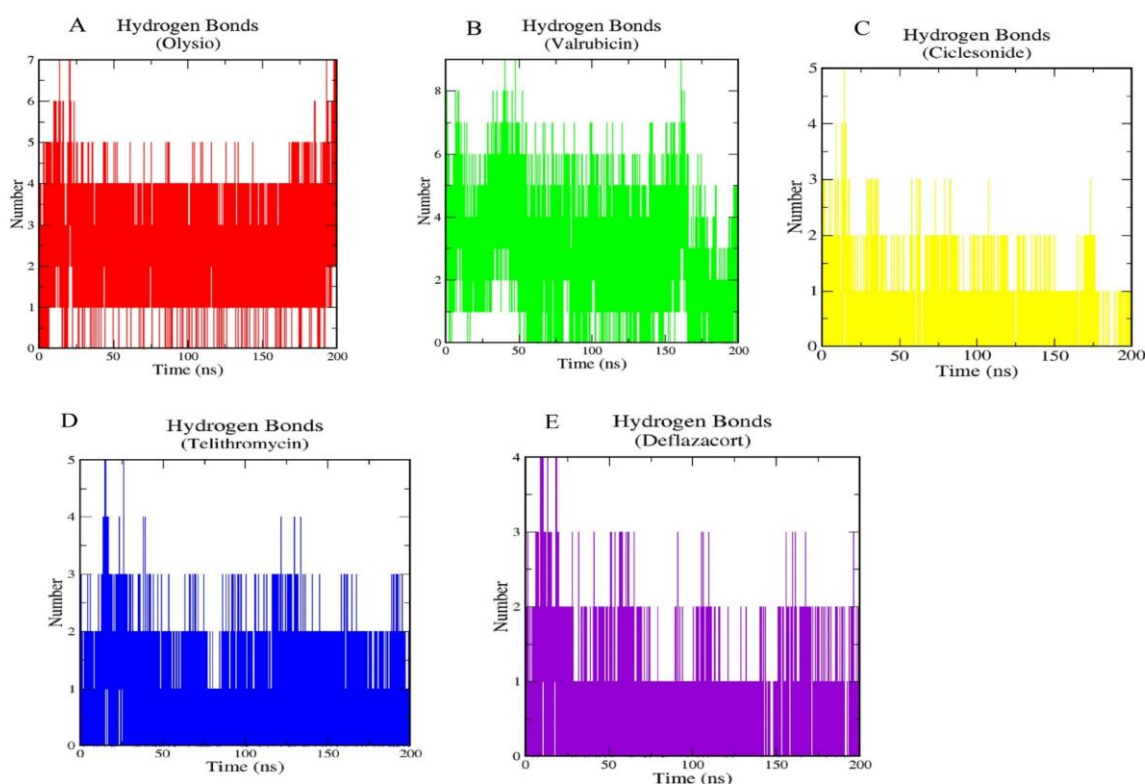 A
Hydrogen Bonds
(Olysio)
7
6
5
4
3
2
1
0
Number
0 50 100 150 200
Time (ns)
B
Hydrogen Bonds
(Valrubicin)
8
6
4
2
0
Number
0 50 100 150 200
Time (ns)
C
Hydrogen Bonds
(Ciclesonide)
5
4
3
2
1
0
Number
0 50 100 150 200
Time (ns)
D
Hydrogen Bonds
(Telithromycin)
5
4
3
2
1
0
Number
0 50 100 150 200
Time (ns)
E
Hydrogen Bonds
(Deflazacort)
4
3
2
1
0
Number
0 50 100 150 200
Time (ns)